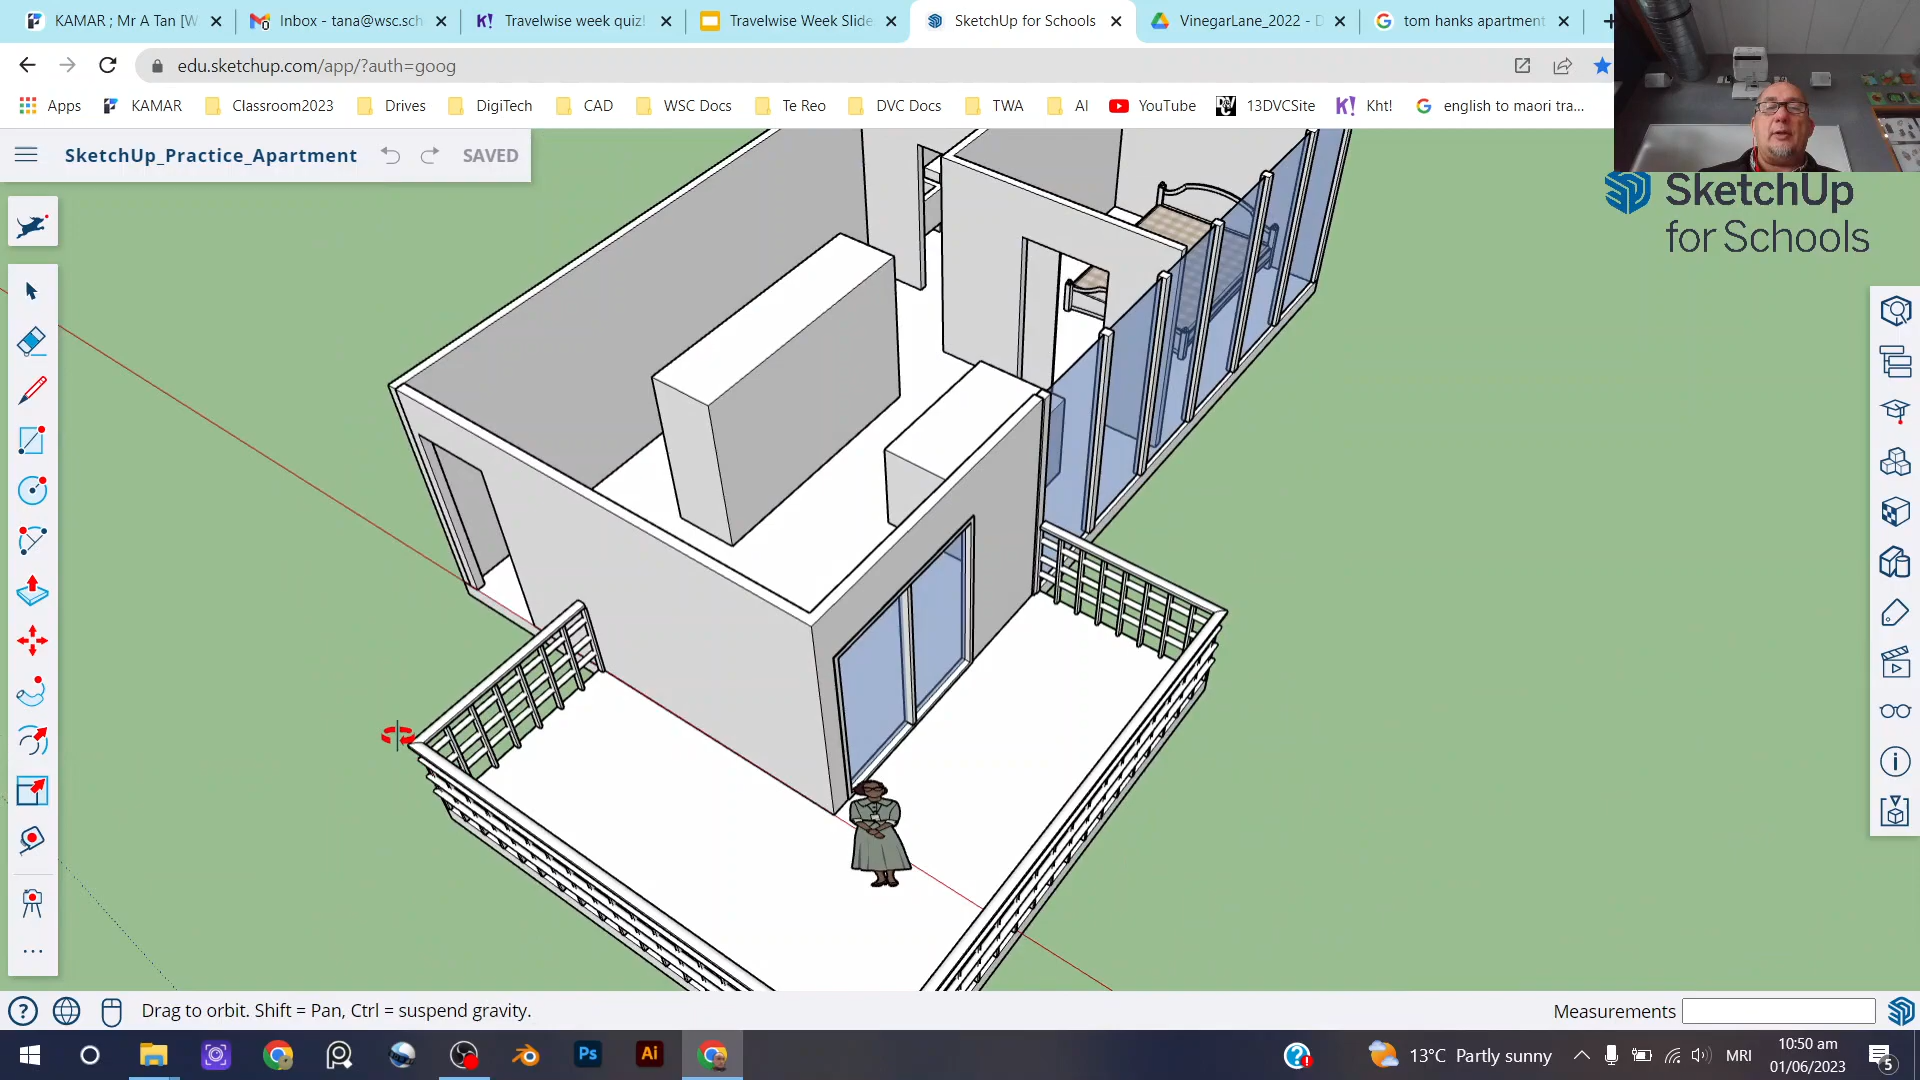 KAMAR ; Mr A Tan [W
Inbox - tana@wsc.sch
Travelwise week quiz!
Travelwise Week Slide
SketchUp for Schools
VinegarLane_2022 - D
tom hanks apartment
edu.sketchup.com/app/?auth=goog
Apps
KAMAR
Classroom2023
Drives
DigiTech
CAD
WSC Docs
Te Reo
DVC Docs
TWA
AI
YouTube
13DVCSite
Kht!
english to maori tra...
SketchUp_Practice_Apartment
SAVED
SketchUp
for Schools
Drag to orbit. Shift = Pan, Ctrl = suspend gravity.
Measurements
Ps
Ai
13°C Partly sunny
MRI
10:50 am
01/06/2023
5